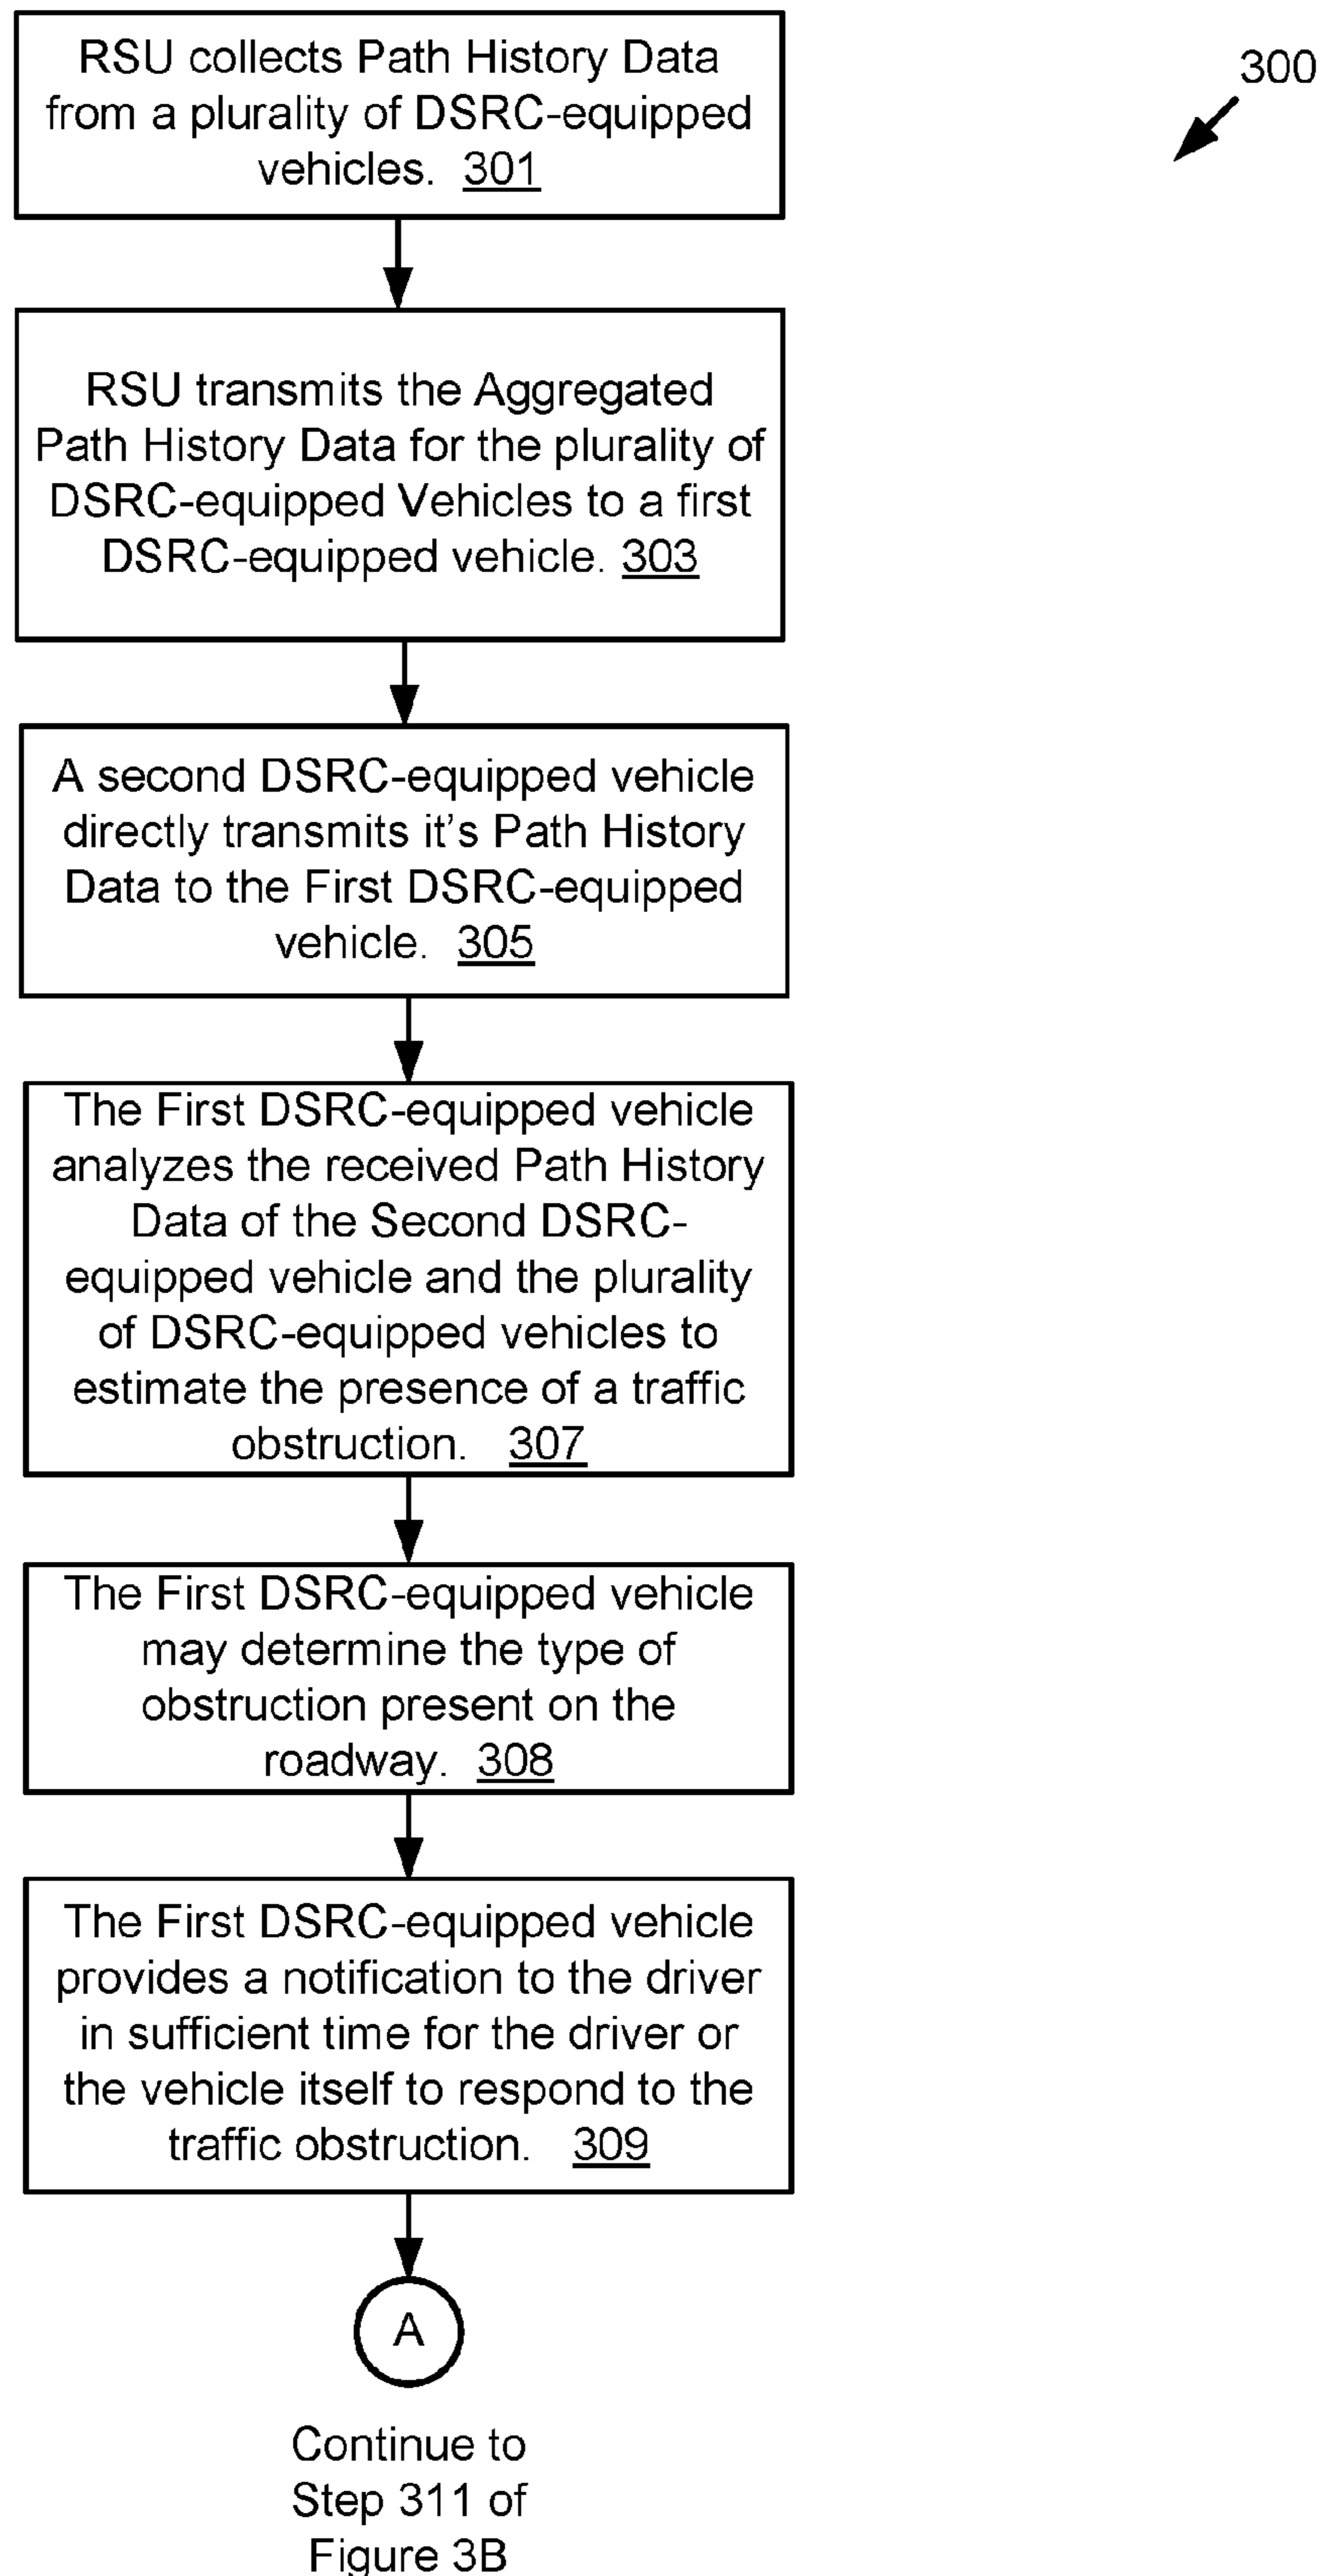 RSU collects Path History Data
from a plurality of DSRC-equipped
vehicles. 301
300
RSU transmits the Aggregated
Path History Data for the plurality of
DSRC-equipped Vehicles to a first
DSRC-equipped vehicle. 303
A second DSRC-equipped vehicle
directly transmits it's Path History
Data to the First DSRC-equipped
vehicle. 305
The First DSRC-equipped vehicle
analyzes the received Path History
Data of the Second DSRC-
equipped vehicle and the plurality
of DSRC-equipped vehicles to
estimate the presence of a traffic
obstruction. 307
The First DSRC-equipped vehicle
may determine the type of
obstruction present on the
roadway. 308
The First DSRC-equipped vehicle
provides a notification to the driver
in sufficient time for the driver or
the vehicle itself to respond to the
traffic obstruction. 309
A
Continue to
Step 311 of
Figure 3B